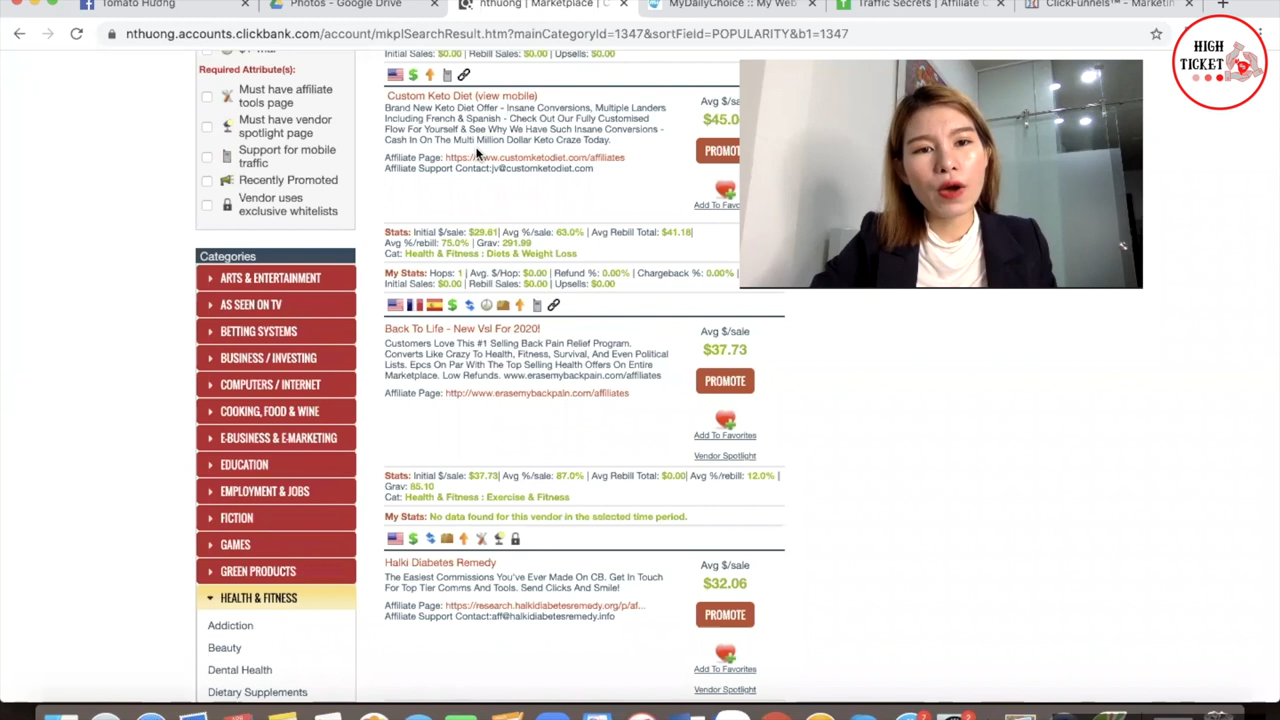 Tomato Hương
Photos - Google Drive
nthuong | Marketplace | C
MyDailyChoice :: My Web
Traffic Secrets | Affiliate C
ClickFunnels™ - Marketin
nthuong.accounts.clickbank.com/account/mkplSearchResult.htm?mainCategoryId=1347&sortField=POPULARITY&b1=1347
HIGH
TICKET
Required Attribute(s):
Must have affiliate
tools page
Must have vendor
spotlight page
Support for mobile
traffic
Recently Promoted
Vendor uses
exclusive whitelists
Categories
ARTS & ENTERTAINMENT
AS SEEN ON TV
BETTING SYSTEMS
BUSINESS / INVESTING
COMPUTERS / INTERNET
COOKING, FOOD & WINE
E-BUSINESS & E-MARKETING
EDUCATION
EMPLOYMENT & JOBS
FICTION
GAMES
GREEN PRODUCTS
HEALTH & FITNESS
Addiction
Beauty
Dental Health
Dietary Supplements
Initial Sales: $0.00 | Rebill Sales: $0.00 | Upsells: $0.00
Custom Keto Diet (view mobile)
Brand New Keto Diet Offer - Insane Conversions, Multiple Landers
Including French & Spanish - Check Out Our Fully Customised
Flow For Yourself & See Why We Have Such Insane Conversions -
Cash In On The Multi Million Dollar Keto Craze Today.
Affiliate Page: https://www.customketodiet.com/affiliates
Affiliate Support Contact:jv@customketodiet.com
Avg $/sa
$45.0
PROMOT
Add To Favo
Stats: Initial $/sale: $29.61| Avg %/sale: 63.0% | Avg Rebill Total: $41.18|
Avg %/rebill: 75.0% | Grav: 291.99
Cat: Health & Fitness : Diets & Weight Loss
My Stats: Hops: 1 | Avg. $/Hop: $0.00 | Refund %: 0.00% | Chargeback %: 0.00% |
Initial Sales: $0.00 | Rebill Sales: $0.00 | Upsells: $0.00
Back To Life - New Vsl For 2020!
Customers Love This #1 Selling Back Pain Relief Program.
Converts Like Crazy To Health, Fitness, Survival, And Even Political
Lists. Epcs On Par With The Top Selling Health Offers On Entire
Marketplace. Low Refunds. www.erasemybackpain.com/affiliates
Affiliate Page: http://www.erasemybackpain.com/affiliates
Avg $/sale
$37.73
PROMOTE
Add To Favorites
Vendor Spotlight
Stats: Initial $/sale: $37.73| Avg %/sale: 87.0% | Avg Rebill Total: $0.00| Avg %/rebill: 12.0% |
Grav: 85.10
Cat: Health & Fitness : Exercise & Fitness
My Stats: No data found for this vendor in the selected time period.
Halki Diabetes Remedy
The Easiest Commissions You've Ever Made On CB. Get In Touch
For Top Tier Comms And Tools. Send Clicks And Smile!
Affiliate Page: https://research.halkidiabetesremedy.org/p/af...
Affiliate Support Contact:aff@halkidiabetesremedy.info
Avg $/sale
$32.06
PROMOTE
Add To Favorites
Vendor Spotlight